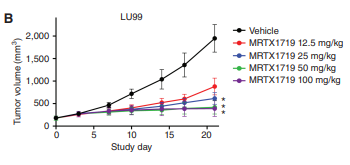 B
LU99
Tumor volume (mm³)
2,000
1,500
1,000
500
0
0 5 10 15 20
Study day
Vehicle
MRTX1719 12.5 mg/kg
MRTX1719 25 mg/kg
MRTX1719 50 mg/kg
MRTX1719 100 mg/kg
*
*
*